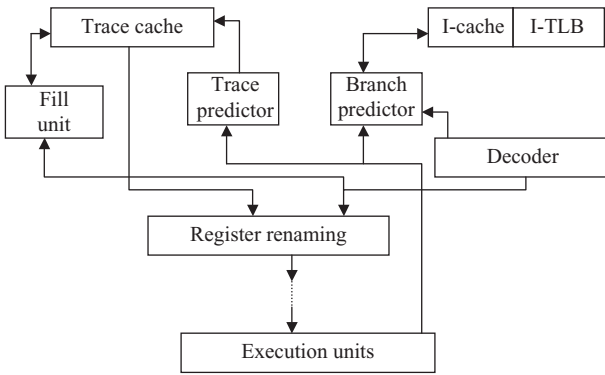 Trace cache
I-cache
I-TLB
Fill
unit
Trace
predictor
Branch
predictor
Decoder
Register renaming
Execution units